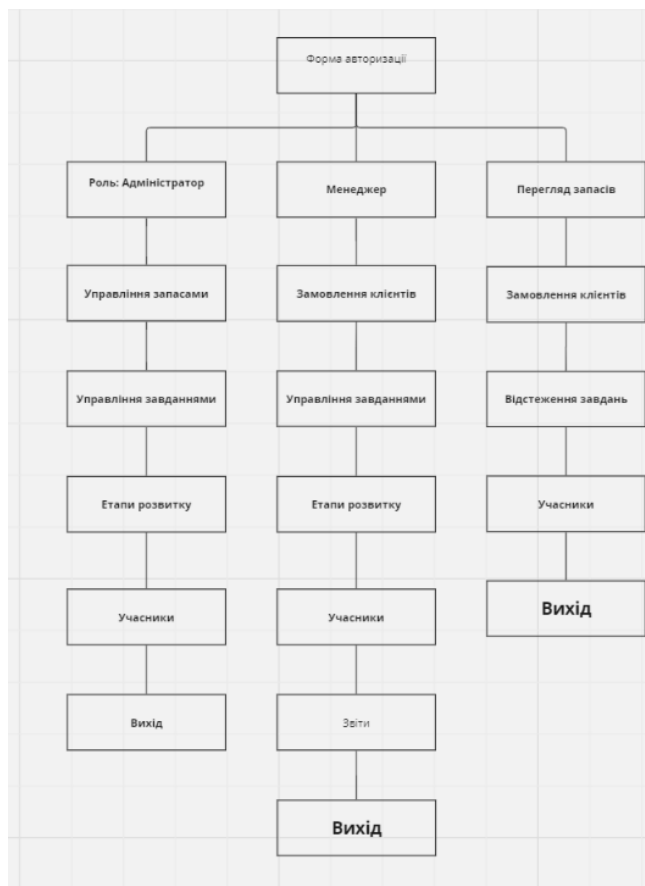 Форма авторизації
Роль: Адміністратор
Менеджер
Перегляд запасів
Управління запасами
Замовлення клієнтів
Замовлення клієнтів
Управління завданнями
Управління завданнями
Відстеження завдань
Етапи розвитку
Етапи розвитку
Учасники
Учасники
Учасники
Вихід
Вихід
Звіти
Вихід